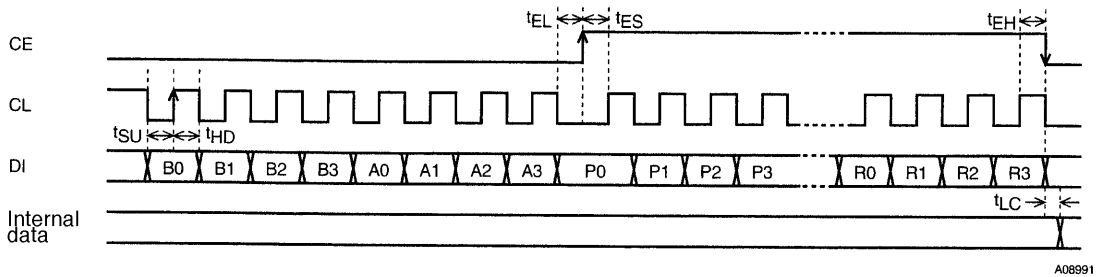 tEL tES tEH
CE
CL
tSU tHD
DI B0 B1 B2 B3 A0 A1 A2 A3 P0 P1 P2 P3 R0 R1 R2 R3
tLC
Internal
data
A08991